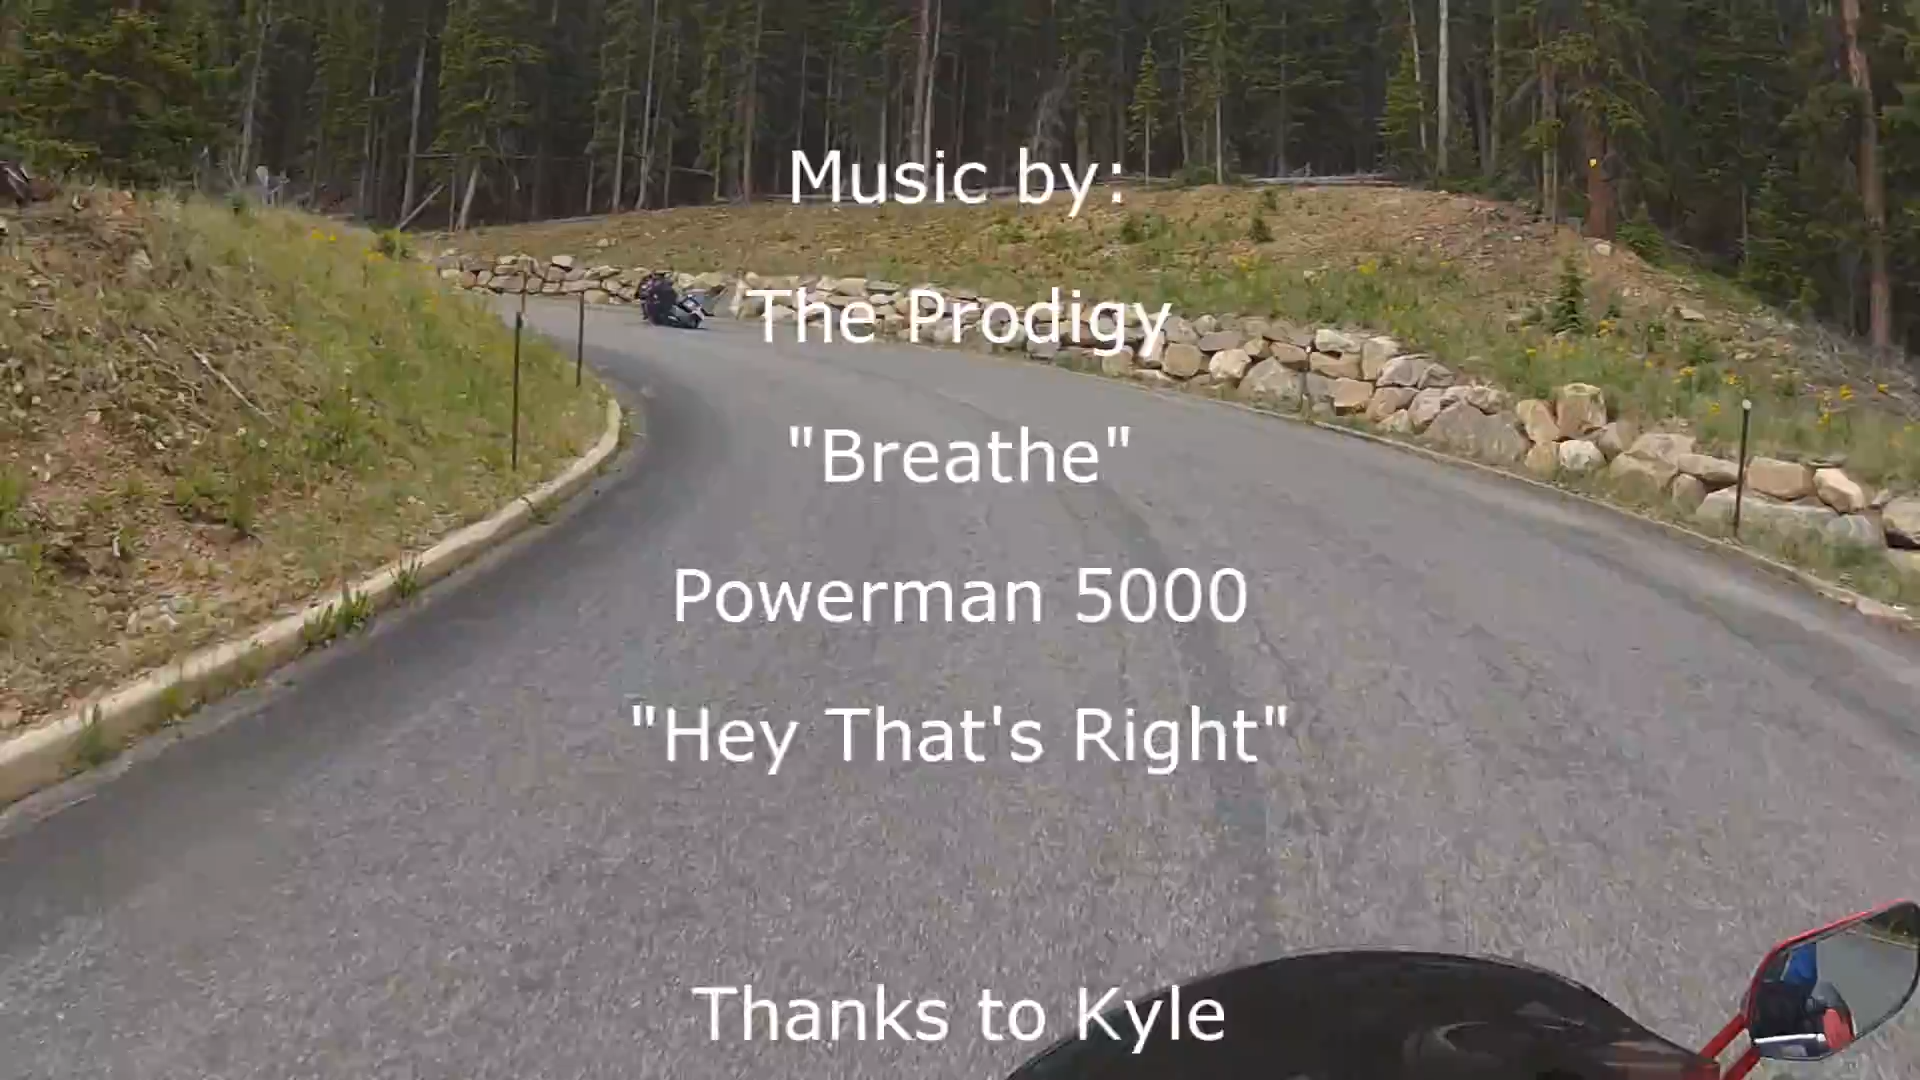 Music by:
The Prodigy
"Breathe"
Powerman 5000
"Hey That's Right"
Thanks to Kyle